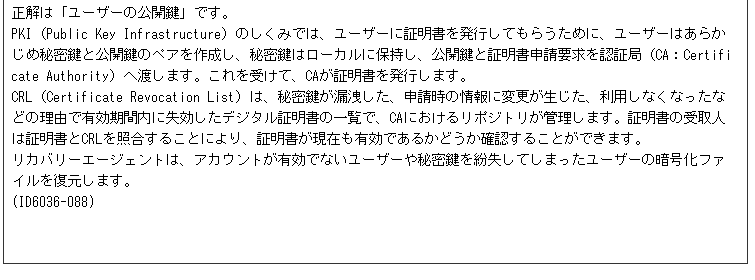 正解は「ユーザーの公開鍵」です。
PKI（Public Key Infrastructure）のしくみでは、ユーザーに証明書を発行してもらうために、ユーザーはあらか
じめ秘密鍵と公開鍵のペアを作成し、秘密鍵はローカルに保持し、公開鍵と証明書申請要求を認証局（CA：Certifi
cate Authority）へ渡します。これを受けて、CAが証明書を発行します。
CRL（Certificate Revocation List）は、秘密鍵が漏洩した、申請時の情報に変更が生じた、利用しなくなったな
どの理由で有効期間内に失効したデジタル証明書の一覧で、CAにおけるリポジトリが管理します。証明書の受取人
は証明書とCRLを照合することにより、証明書が現在も有効であるかどうか確認することができます。
リカバリーエージェントは、アカウントが有効でないユーザーや秘密鍵を紛失してしまったユーザーの暗号化ファ
イルを復元します。
(ID6036-088)